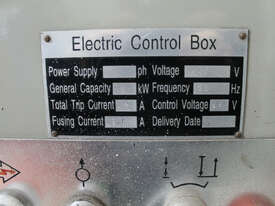 Electric Control Box
Power Supply ph Voltage V
General Capacity kW Frequency Hz
Total Trip Current A Control Voltage V
Fusing Current A Delivery Date